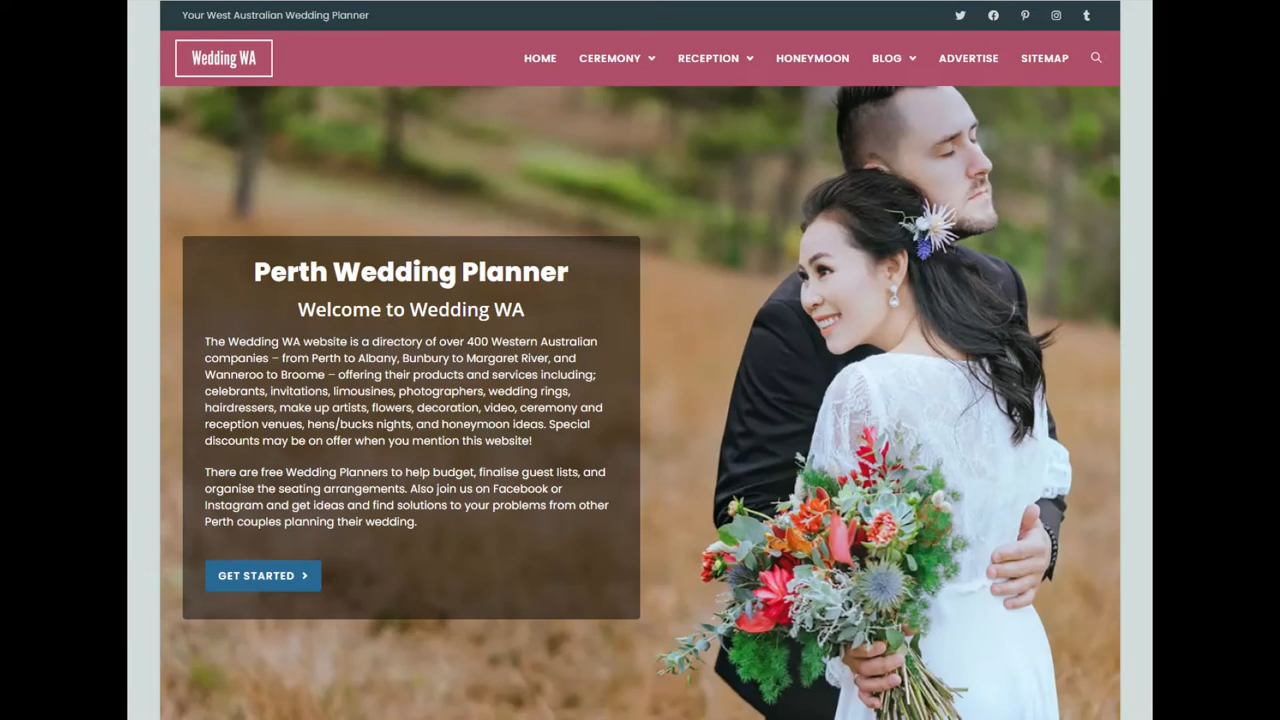 Your West Australian Wedding Planner
Wedding WA
HOME CEREMONY RECEPTION HONEYMOON BLOG ADVERTISE SITEMAP
Perth Wedding Planner
Welcome to Wedding WA
The Wedding WA website is a directory of over 400 Western Australian
companies – from Perth to Albany, Bunbury to Margaret River, and
Wanneroo to Broome – offering their products and services including;
celebrants, invitations, limousines, photographers, wedding rings,
hairdressers, make up artists, flowers, decoration, video, ceremony and
reception venues, hens/bucks nights, and honeymoon ideas. Special
discounts may be on offer when you mention this website!
There are free Wedding Planners to help budget, finalise guest lists, and
organise the seating arrangements. Also join us on Facebook or
Instagram and get ideas and find solutions to your problems from other
Perth couples planning their wedding.
GET STARTED